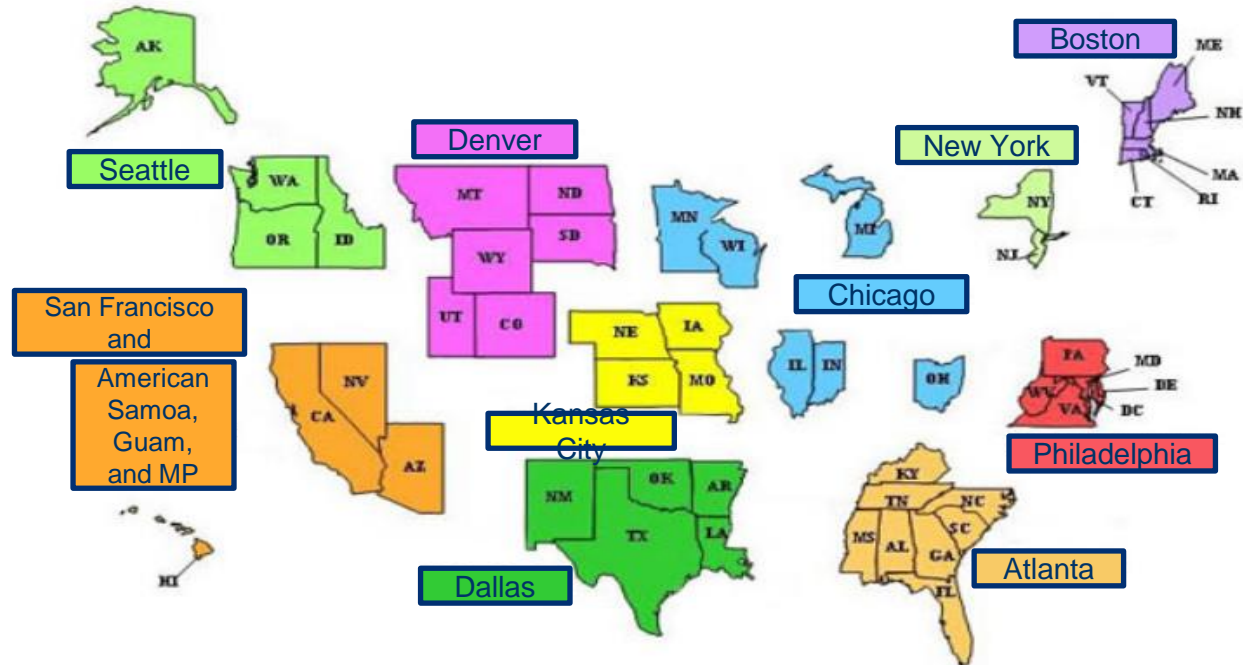 AK
Boston
ME
VT
NH
MA
RI
CT
Denver
New York
Seattle
WA
OR
ID
MT
ND
SD
WY
UT
CO
MN
WI
MI
NY
NJ
Chicago
San Francisco
and
American
Samoa,
Guam,
and MP
NV
CA
AZ
HI
NE
IA
KS
MO
Kansas
City
IL
IN
OH
PA
MD
DE
DC
WV
VA
Philadelphia
NM
OK
AR
TX
LA
Dallas
KY
TN
NC
SC
MS
AL
GA
FL
Atlanta